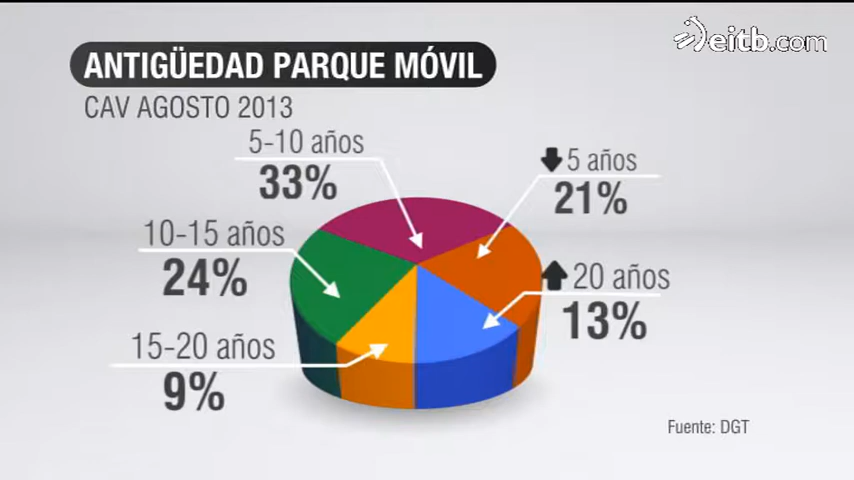 eitb.com
ANTIGÜEDAD PARQUE MÓVIL
CAV AGOSTO 2013
5-10 años
33%
5 años
21%
10-15 años
24%
20 años
13%
15-20 años
9%
Fuente: DGT